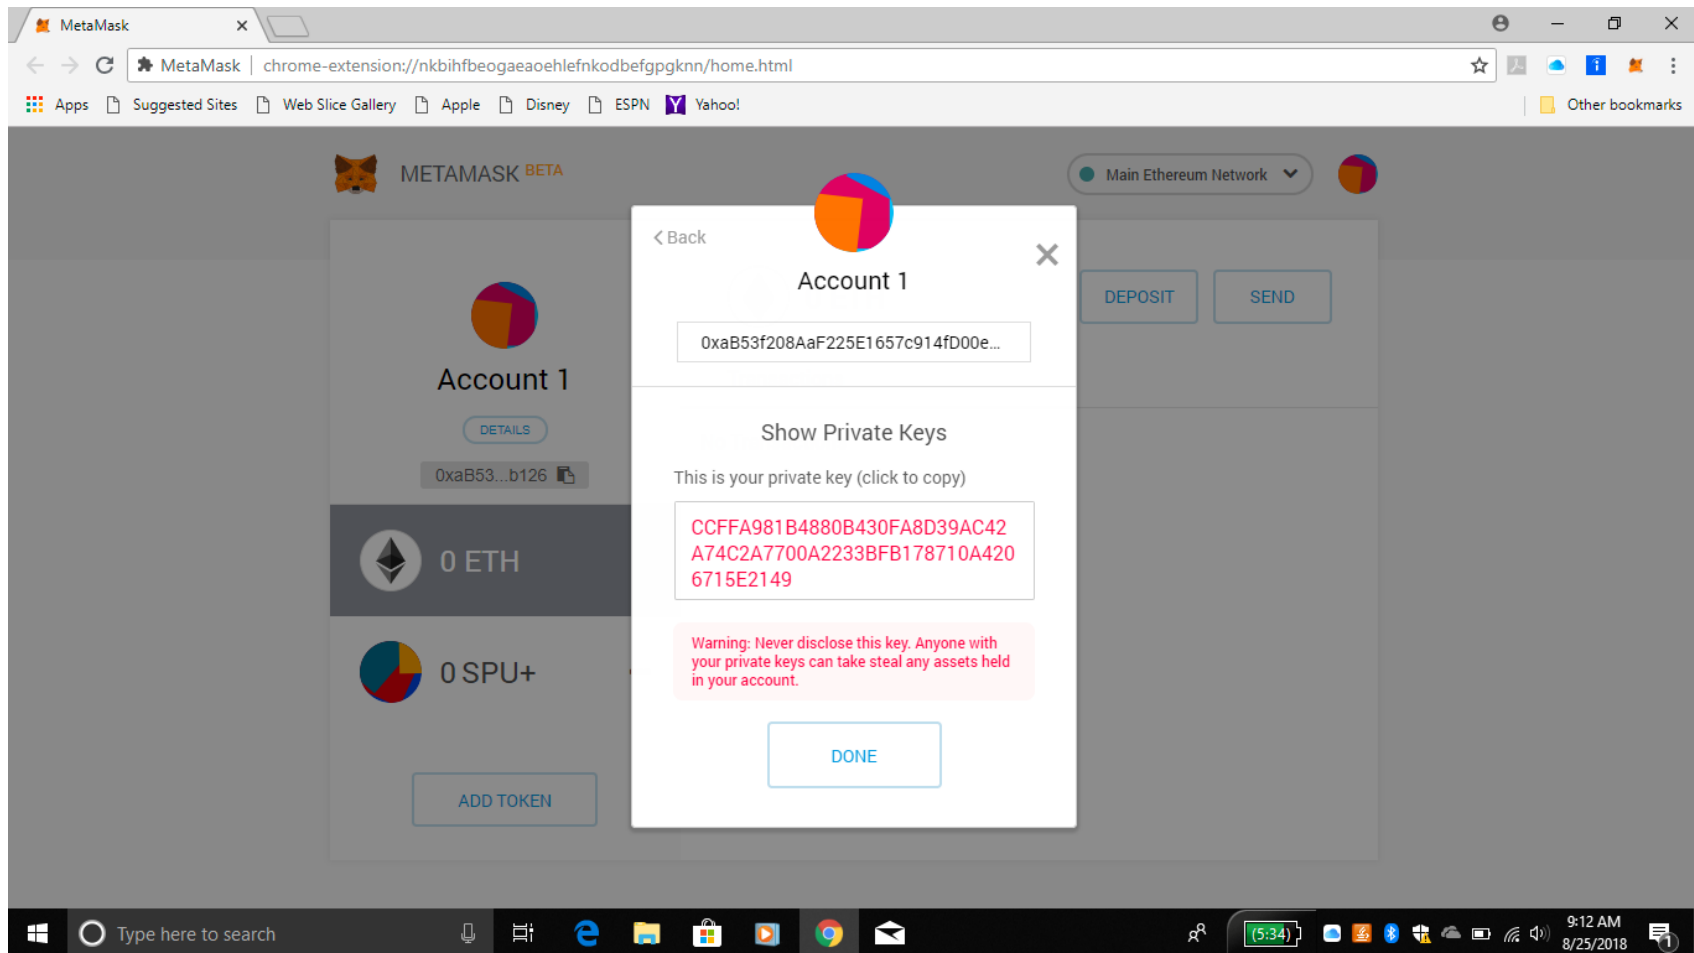 MetaMask
MetaMask | chrome-extension://nkbihfbeogaeaoehlefnkodbefgpgknn/home.html
Apps Suggested Sites Web Slice Gallery Apple Disney ESPN Yahoo! Other bookmarks
METAMASK BETA
Main Ethereum Network
Back
Account 1
0xaB53f208AaF225E1657c914fD00e...
DEPOSIT SEND
Account 1
DETAILS
0xaB53...b126
0 ETH
0 SPU+
ADD TOKEN
Show Private Keys
This is your private key (click to copy)
CCFFA981B4880B430FA8D39AC42
A74C2A7700A2233BFB178710A420
6715E2149
Warning: Never disclose this key. Anyone with
your private keys can take steal any assets held
in your account.
DONE
Type here to search
(5:34)
9:12 AM
8/25/2018
1